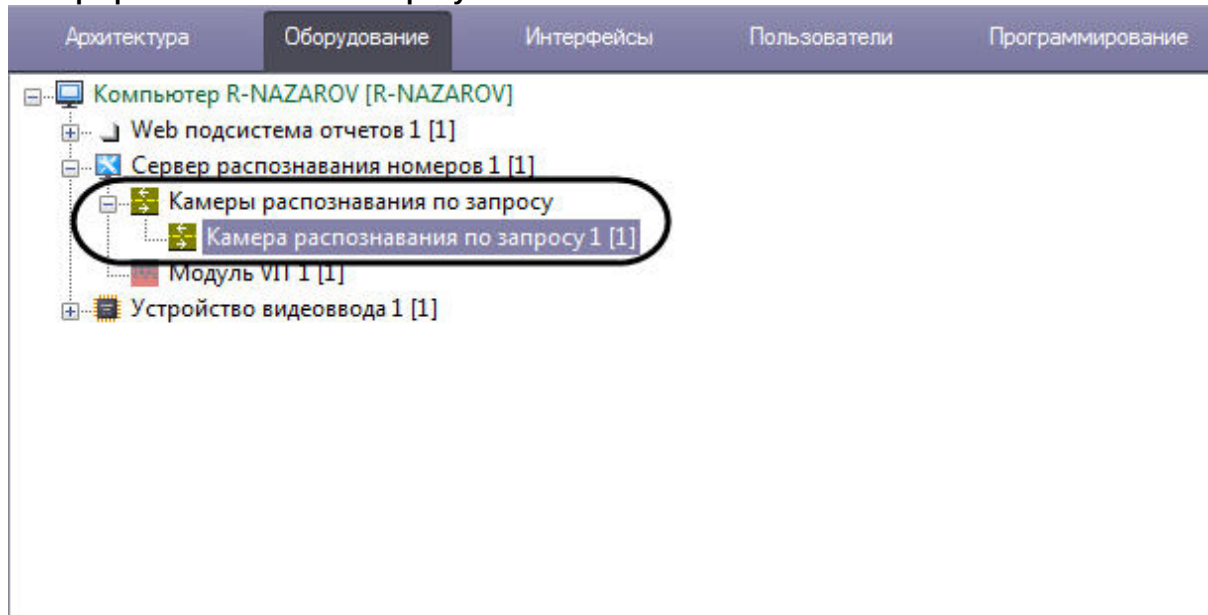 Архитектура Оборудование Интерфейсы Пользователи Программирование
Компьютер R-NAZAROV [R-NAZAROV]
Web подсистема отчетов 1 [1]
Сервер распознавания номеров 1 [1]
Камеры распознавания по запросу
Камера распознавания по запросу 1 [1]
Модуль VIT 1 [1]
Устройство видеоввода 1 [1]